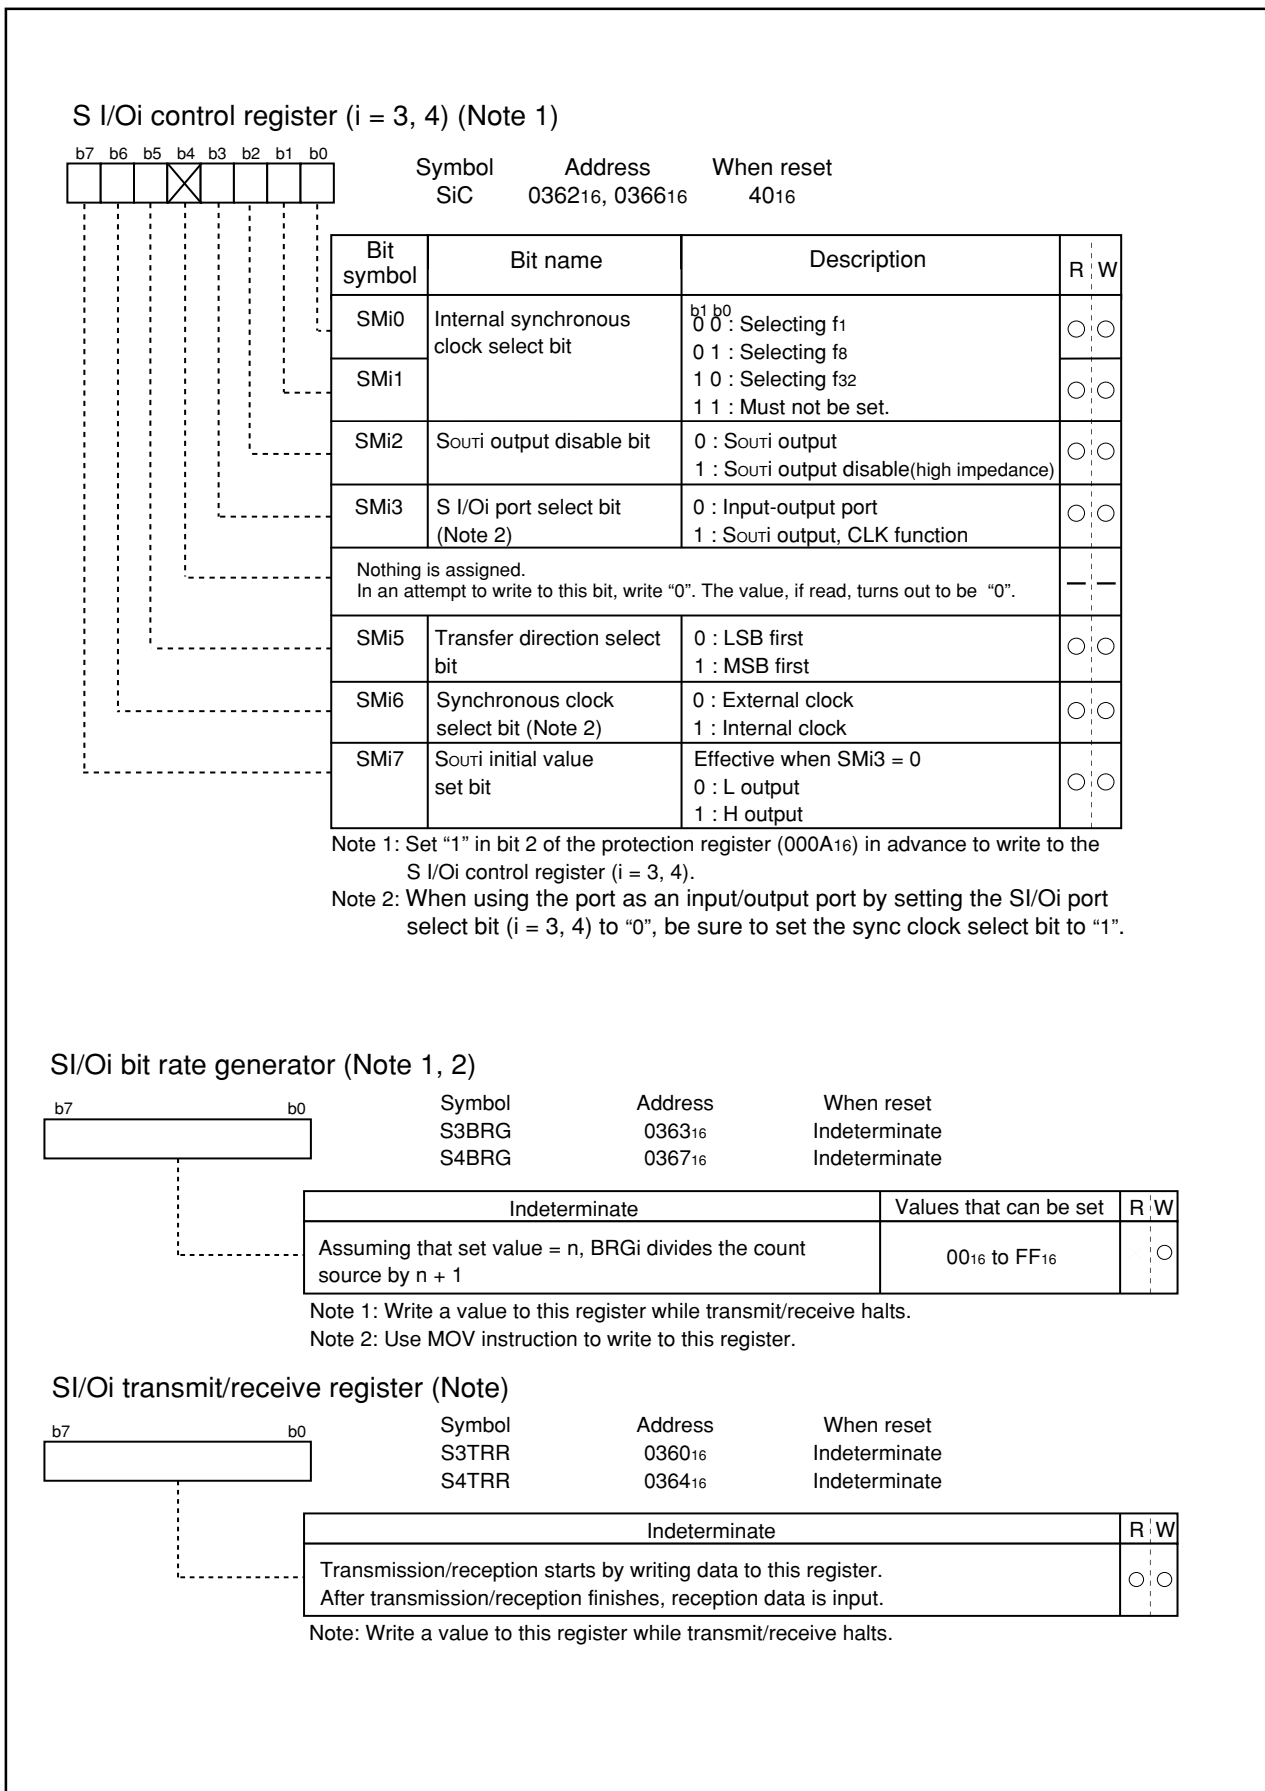 S I/Oi control register (i = 3, 4) (Note 1)
b7 b6 b5 b4 b3 b2 b1 b0
Symbol Address When reset
SiC 036216, 036616 4016
Bit symbol Bit name Description R W
SMi0 Internal synchronous clock select bit
b1 b0
0 0 : Selecting f1
0 1 : Selecting f8
SMi1
1 0 : Selecting f32
1 1 : Must not be set.
SMi2 SOUTi output disable bit 0 : SOUTi output
1 : SOUTi output disable(high impedance)
SMi3 S I/Oi port select bit 0 : Input-output port
(Note 2) 1 : SOUTi output, CLK function
Nothing is assigned.
In an attempt to write to this bit, write “0”. The value, if read, turns out to be “0”.
SMi5 Transfer direction select 0 : LSB first
bit 1 : MSB first
SMi6 Synchronous clock 0 : External clock
select bit (Note 2) 1 : Internal clock
SMi7 SOUTi initial value Effective when SMi3 = 0
set bit 0 : L output
1 : H output
Note 1: Set “1” in bit 2 of the protection register (000A16) in advance to write to the
S I/Oi control register (i = 3, 4).
Note 2: When using the port as an input/output port by setting the SI/Oi port
select bit (i = 3, 4) to “0”, be sure to set the sync clock select bit to “1”.
SI/Oi bit rate generator (Note 1, 2)
b7 b0
Symbol Address When reset
S3BRG 036316 Indeterminate
S4BRG 036716 Indeterminate
Indeterminate Values that can be set R W
Assuming that set value = n, BRGi divides the count
source by n + 1
0016 to FF16
Note 1: Write a value to this register while transmit/receive halts.
Note 2: Use MOV instruction to write to this register.
SI/Oi transmit/receive register (Note)
b7 b0
Symbol Address When reset
S3TRR 036016 Indeterminate
S4TRR 036416 Indeterminate
Indeterminate R W
Transmission/reception starts by writing data to this register.
After transmission/reception finishes, reception data is input.
Note: Write a value to this register while transmit/receive halts.